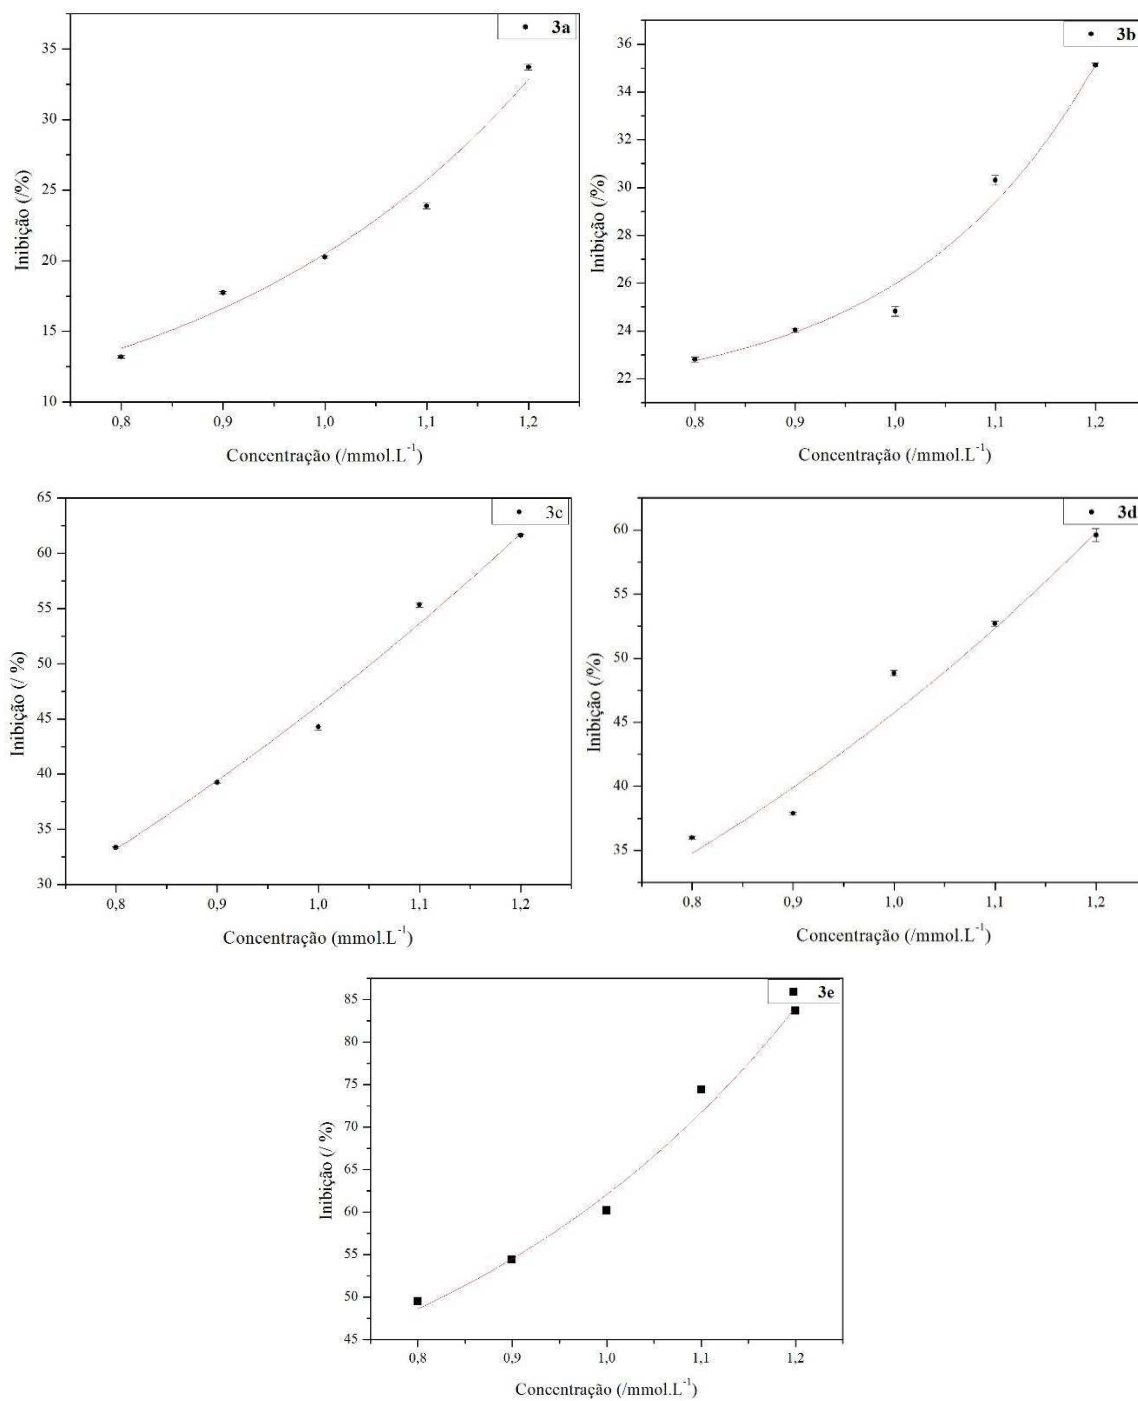 3a
35
30
25
20
15
10
Inibição (/%)
0,8 0,9 1,0 1,1 1,2
Concentração (/mmol.L⁻¹)
3b
36
34
32
30
28
26
24
22
Inibição (/%)
0,8 0,9 1,0 1,1 1,2
Concentração (/mmol.L⁻¹)
3c
65
60
55
50
45
40
35
30
Inibição (/ %)
0,8 0,9 1,0 1,1 1,2
Concentração (mmol.L⁻¹)
3d
60
55
50
45
40
35
Inibição (/%)
0,8 0,9 1,0 1,1 1,2
Concentração (/mmol.L⁻¹)
3e
85
80
75
70
65
60
55
50
45
Inibição (/ %)
0,8 0,9 1,0 1,1 1,2
Concentração (/mmol.L⁻¹)